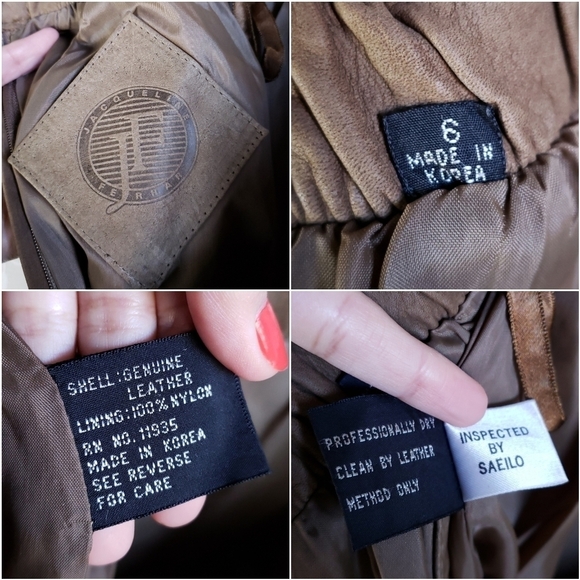 JACQUELINE
FERRAR
JF
6
MADE IN
KOREA
SHELL:GENUINE
LEATHER
LINING:100% NYLON
RN NO. 11935
MADE IN KOREA
SEE REVERSE
FOR CARE
PROFESSIONALLY DRY
CLEAN BY LEATHER
METHOD ONLY
INSPECTED
BY
SAEILO